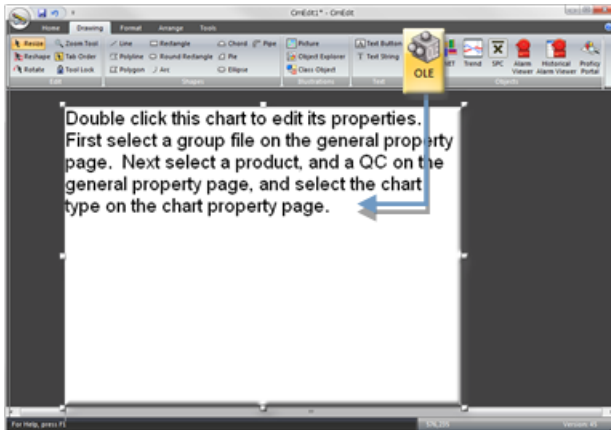 CimEdit1* - CimEdit
Home Drawing Format Arrange Tools
Resize Zoom Tool Line Rectangle Chord Pipe Picture Text Button
Reshape Tab Order Polyline Round Rectangle Pie Object Explorer Text String Trend SPC Alarm Viewer Historical Alarm Viewer Proficy Portal
Rotate Tool Lock Polygon Arc Ellipse Class Object
OLE
Edit Shapes Illustrations Text Objects
Double click this chart to edit its properties.
First select a group file on the general property
page. Next select a product, and a QC on the
general property page, and select the chart
type on the chart property page.
For Help, press F1
576,235
Version: 45